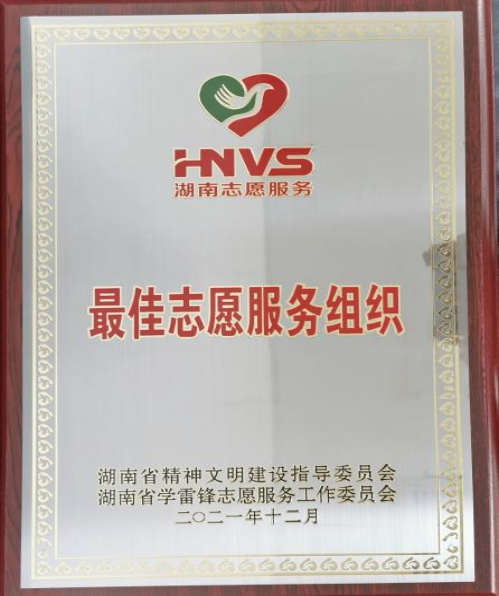 HNVS
湖南志愿服务
最佳志愿服务组织
湖南省精神文明建设指导委员会
湖南省学雷锋志愿服务工作委员会
二〇二一年十二月